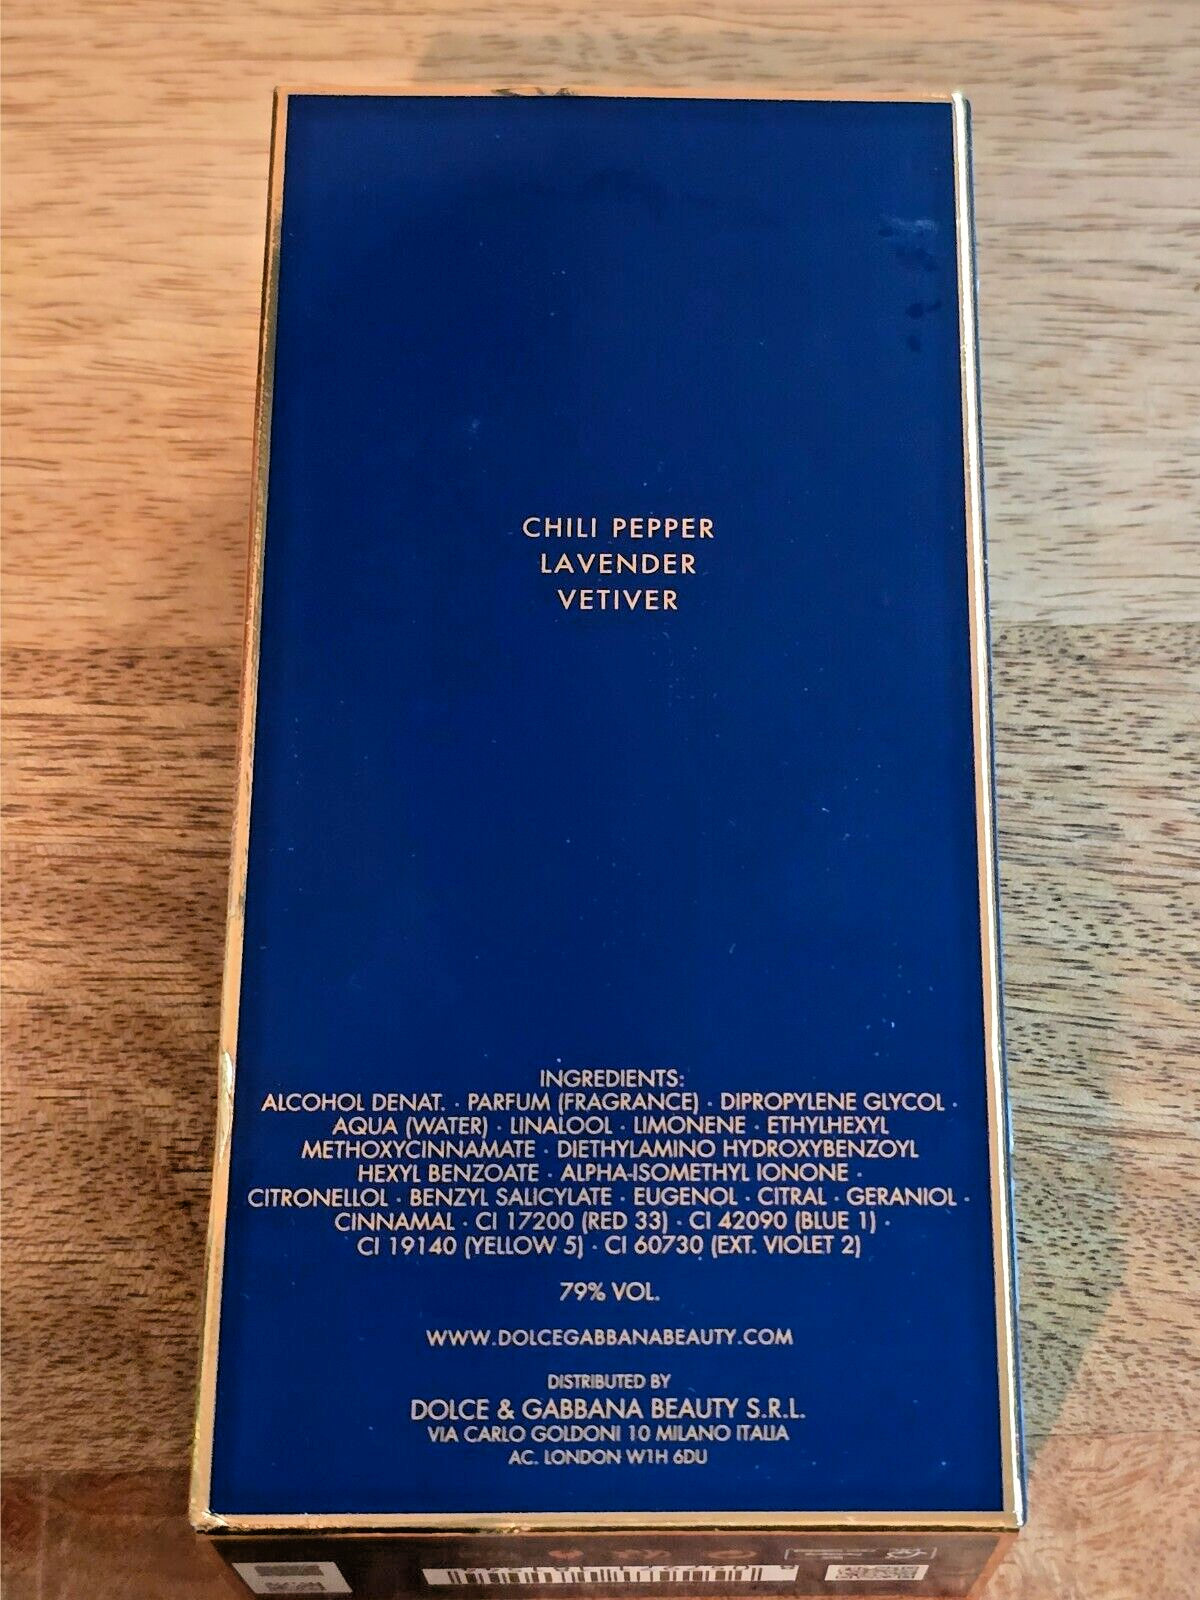 CHILI PEPPER
LAVENDER
VETIVER
INGREDIENTS:
ALCOHOL DENAT. · PARFUM (FRAGRANCE) · DIPROPYLENE GLYCOL ·
AQUA (WATER) · LINALOOL · LIMONENE · ETHYLHEXYL
METHOXYCINNAMATE · DIETHYLAMINO HYDROXYBENZOYL
HEXYL BENZOATE · ALPHA-ISOMETHYL IONONE ·
CITRONELLOL · BENZYL SALICYLATE · EUGENOL · CITRAL · GERANIOL ·
CINNAMAL · CI 17200 (RED 33) · CI 42090 (BLUE 1) ·
CI 19140 (YELLOW 5) · CI 60730 (EXT. VIOLET 2)
79% VOL.
WWW.DOLCEGABBANABEAUTY.COM
DISTRIBUTED BY
DOLCE & GABBANA BEAUTY S.R.L.
VIA CARLO GOLDONI 10 MILANO ITALIA
AC. LONDON W1H 6DU